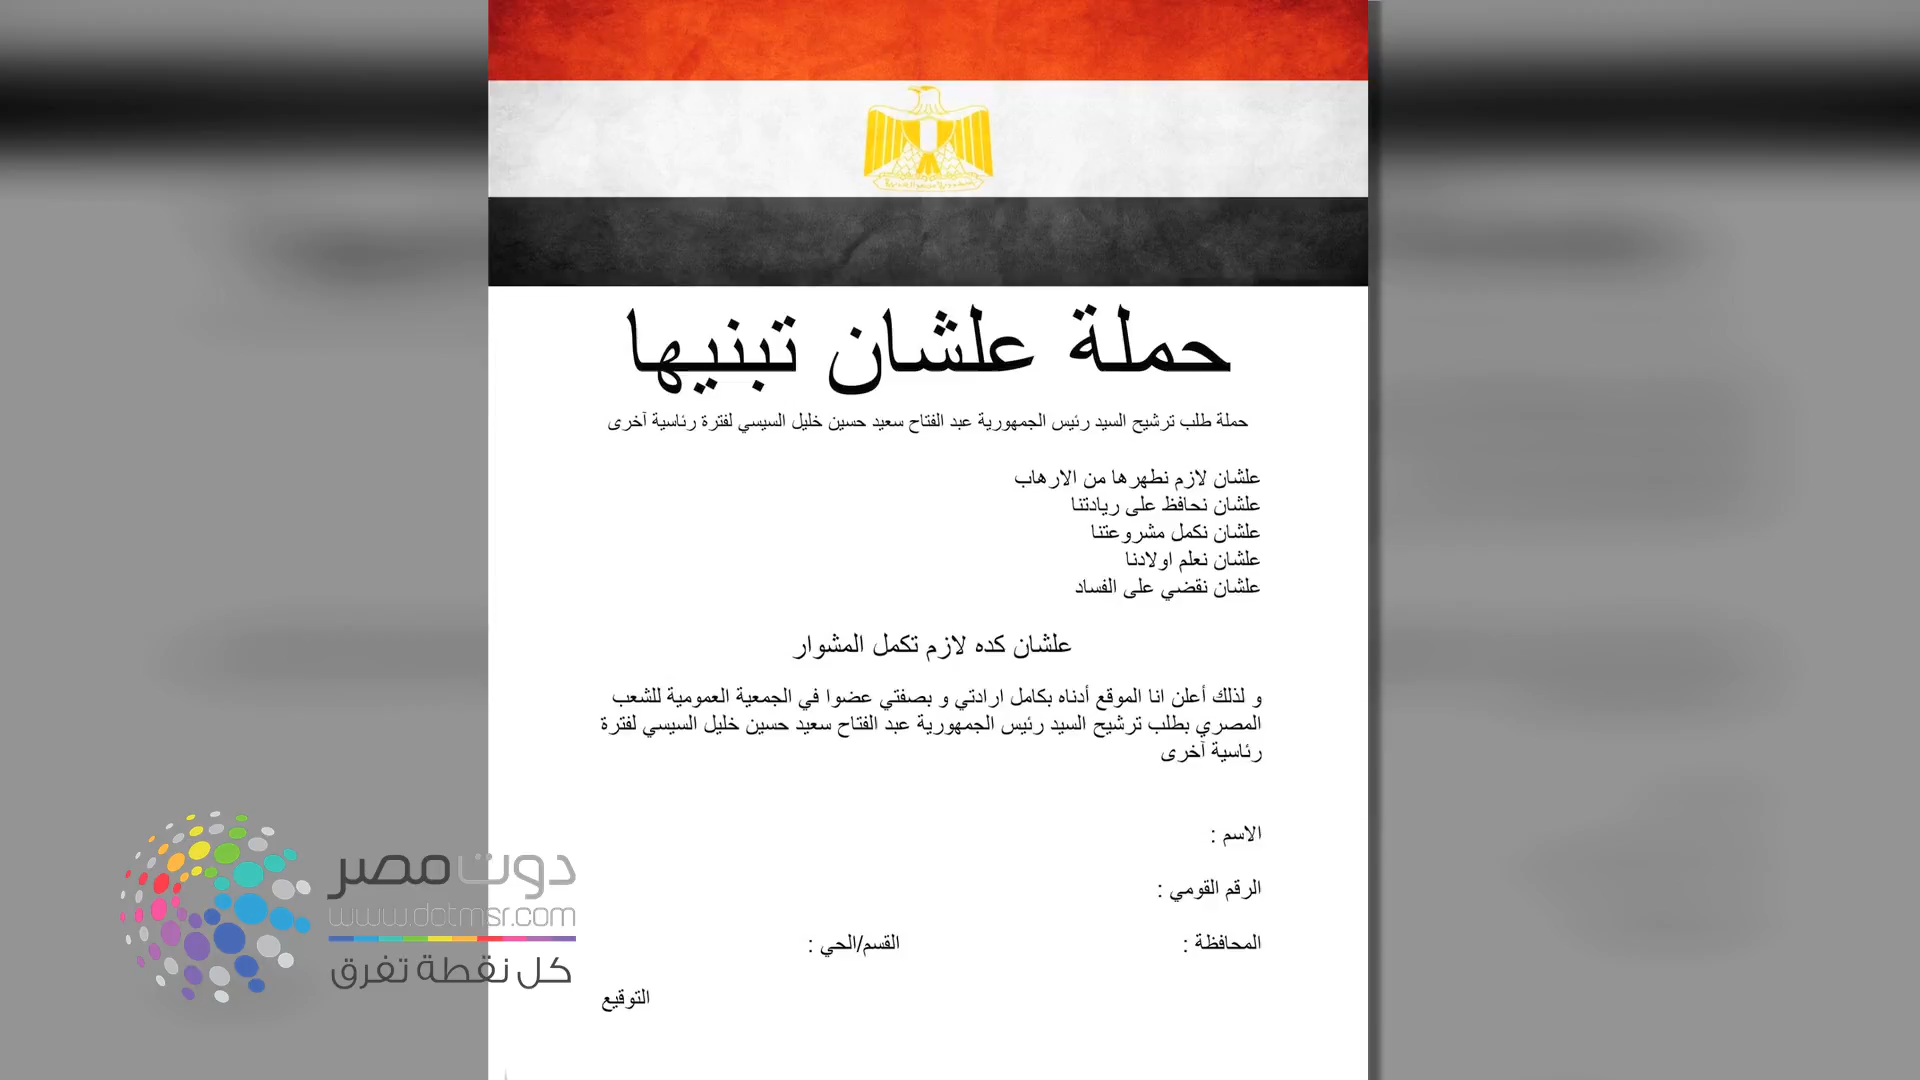 حملة علشان تبنيها
حملة طلب ترشيح السيد رئيس الجمهورية عبد الفتاح سعيد حسين خليل السيسي لفترة رئاسية آخرى
علشان لازم نطهرها من الارهاب
علشان نحافظ على ريادتنا
علشان نكمل مشروعتنا
علشان نعلم اولادنا
علشان نقضي على الفساد
علشان كده لازم تكمل المشوار
و لذلك أعلن انا الموقع أدناه بكامل ارادتي و بصفتي عضوا في الجمعية العمومية للشعب
المصري بطلب ترشيح السيد رئيس الجمهورية عبد الفتاح سعيد حسين خليل السيسي لفترة
رئاسية آخرى
الاسم :
الرقم القومي :
المحافظة : القسم/الحي :
التوقيع
دوت مصر
www.dotmsr.com
كل نقطة تفرق